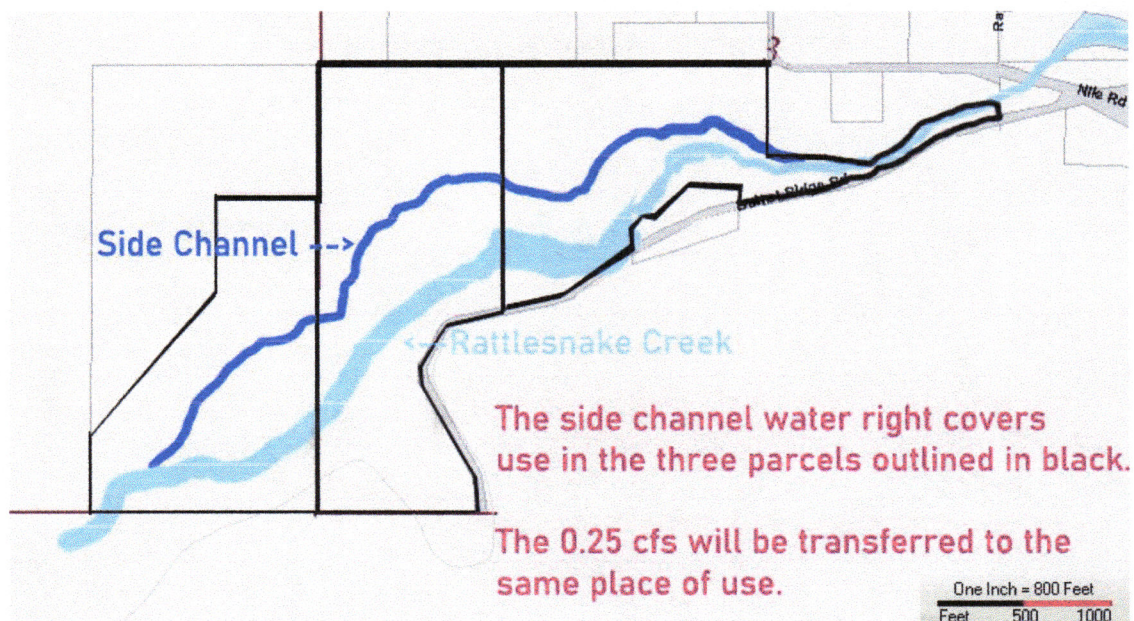 3
Nile Rd
Side Channel -->
<--Rattlesnake Creek
The side channel water right covers
use in the three parcels outlined in black.
The 0.25 cfs will be transferred to the
same place of use.
One Inch = 800 Feet
Feet 500 1000